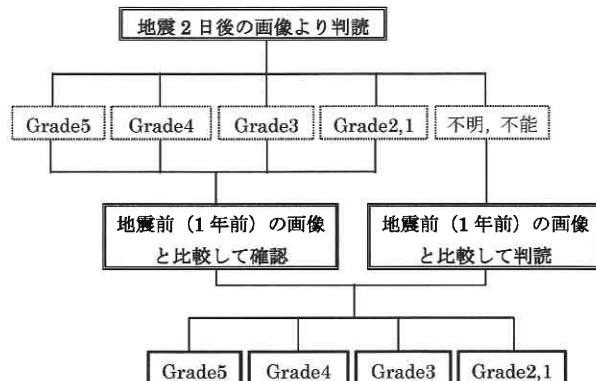 地震2日後の画像より判読
Grade5 Grade4 Grade3 Grade2,1 不明，不能
地震前（1年前）の画像
と比較して確認
地震前（1年前）の画像
と比較して判読
Grade5 Grade4 Grade3 Grade2,1